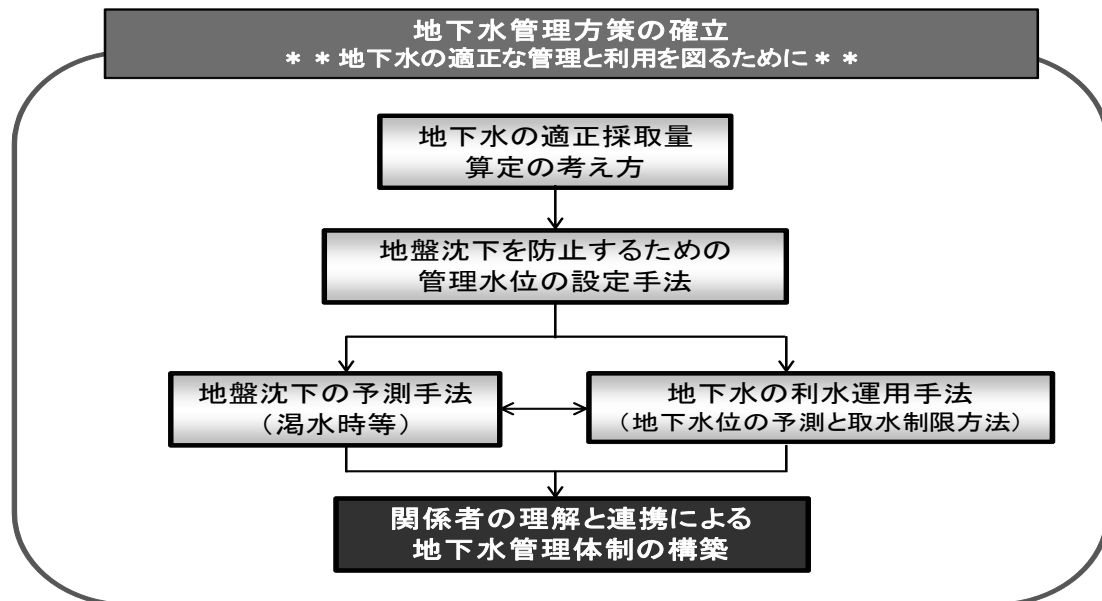 地下水管理方策の確立
＊＊地下水の適正な管理と利用を図るために＊＊
地下水の適正採取量
算定の考え方
地盤沈下を防止するための
管理水位の設定手法
地盤沈下の予測手法
（渇水時等）
地下水の利水運用手法
（地下水位の予測と取水制限方法）
関係者の理解と連携による
地下水管理体制の構築